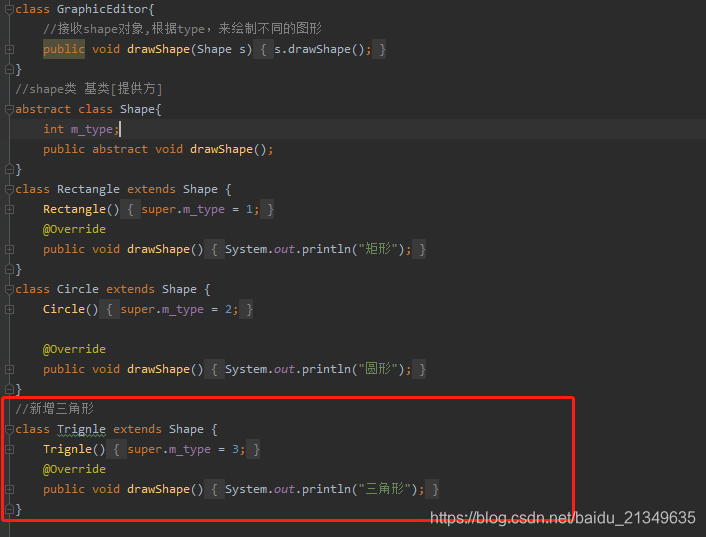 class GraphicEditor{
//接收shape对象,根据type，来绘制不同的图形
public void drawShape(Shape s) { s.drawShape(); }
}
//shape类 基类[提供方]
abstract class Shape{
int m_type;
public abstract void drawShape();
}
class Rectangle extends Shape {
Rectangle() { super.m_type = 1; }
@Override
public void drawShape() { System.out.println("矩形"); }
}
class Circle extends Shape {
Circle() { super.m_type = 2; }
@Override
public void drawShape() { System.out.println("圆形"); }
}
//新增三角形
class Trignle extends Shape {
Trignle() { super.m_type = 3; }
@Override
public void drawShape() { System.out.println("三角形"); }
}
https://blog.csdn.net/baidu_21349635